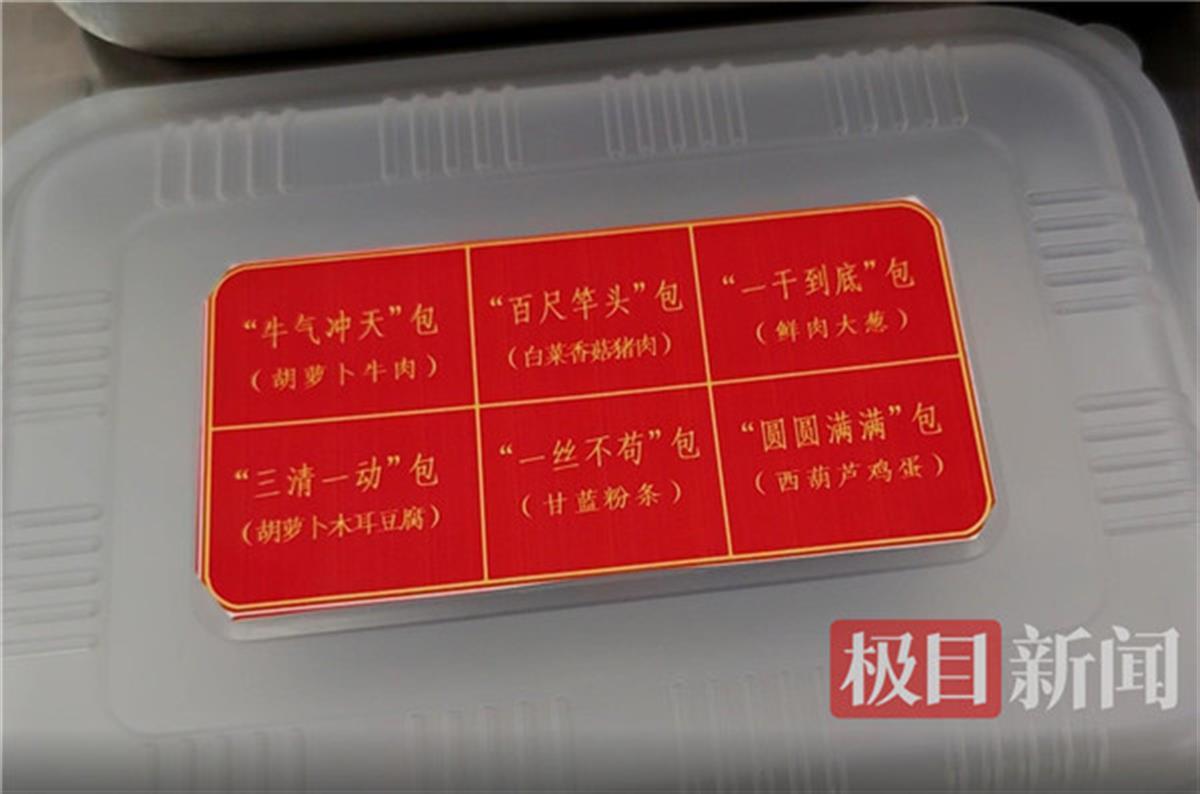 “牛气冲天”包
（胡萝卜牛肉）
“百尺竿头”包
（白菜香菇猪肉）
“一干到底”包
（鲜肉大葱）
“三清一动”包
（胡萝卜木耳豆腐）
“一丝不苟”包
（甘蓝粉条）
“圆圆满满”包
（西葫芦鸡蛋）
极目新闻